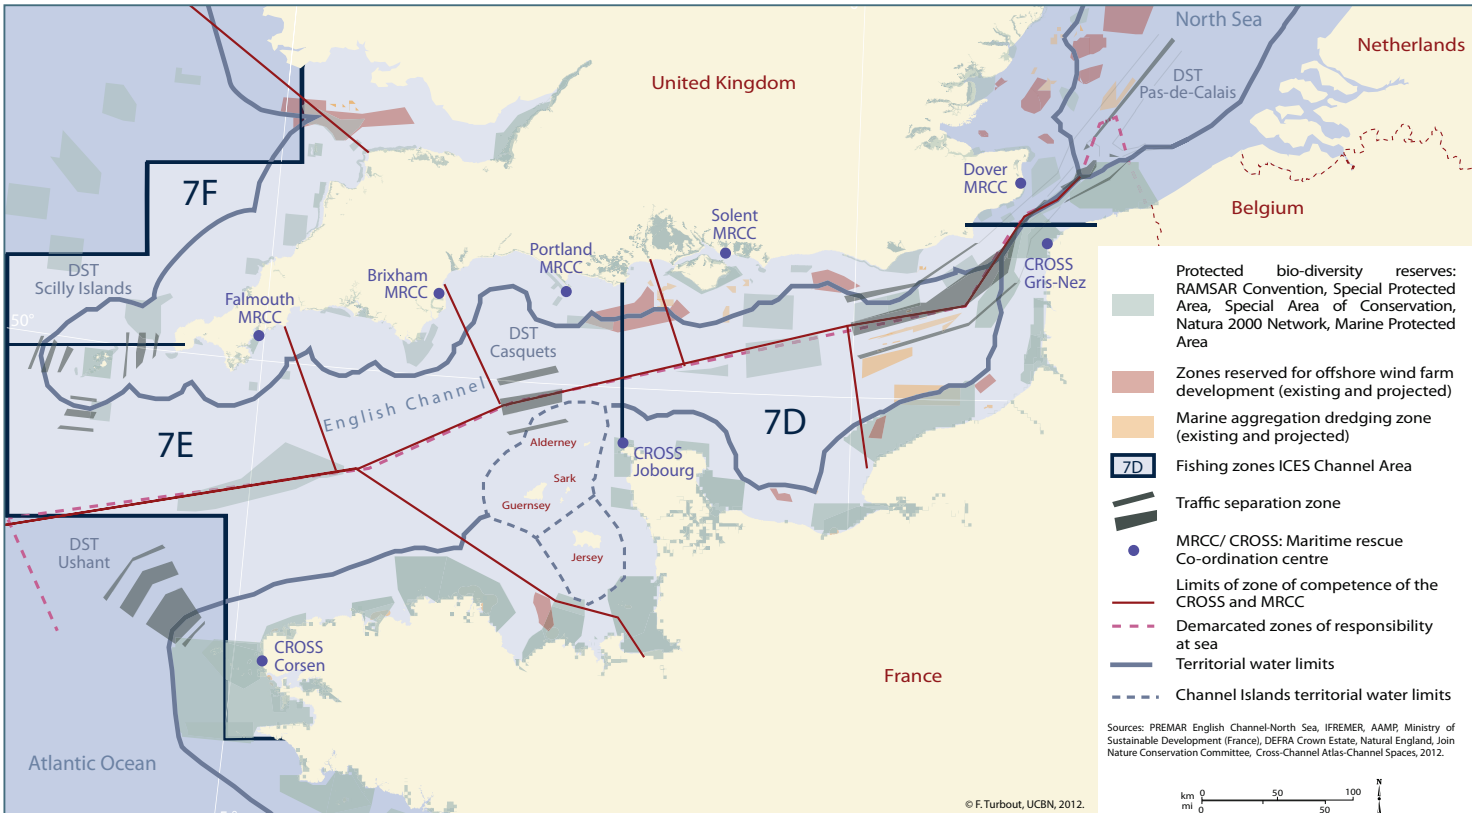 North Sea
Netherlands
DST
Pas-de-Calais
United Kingdom
7F
Dover
MRCC
Belgium
Solent
MRCC
Portland
MRCC
Brixham
MRCC
CROSS
Gris-Nez
DST
Scilly Islands
Falmouth
MRCC
50°
DST
Casquets
English Channel
7E
7D
Alderney
CROSS
Jobourg
Sark
Guernsey
Jersey
DST
Ushant
CROSS
Corsen
France
Atlantic Ocean
© F. Turbout, UCBN, 2012.
Protected bio-diversity reserves:
RAMSAR Convention, Special Protected
Area, Special Area of Conservation,
Natura 2000 Network, Marine Protected
Area
Zones reserved for offshore wind farm
development (existing and projected)
Marine aggregation dredging zone
(existing and projected)
7D Fishing zones ICES Channel Area
Traffic separation zone
MRCC/ CROSS: Maritime rescue
Co-ordination centre
Limits of zone of competence of the
CROSS and MRCC
Demarcated zones of responsibility
at sea
Territorial water limits
Channel Islands territorial water limits
Sources: PREMAR English Channel-North Sea, IFREMER, AAMP, Ministry of
Sustainable Development (France), DEFRA Crown Estate, Natural England, Join
Nature Conservation Committee, Cross-Channel Atlas-Channel Spaces, 2012.
km 0 50 100
mi 0 50
N